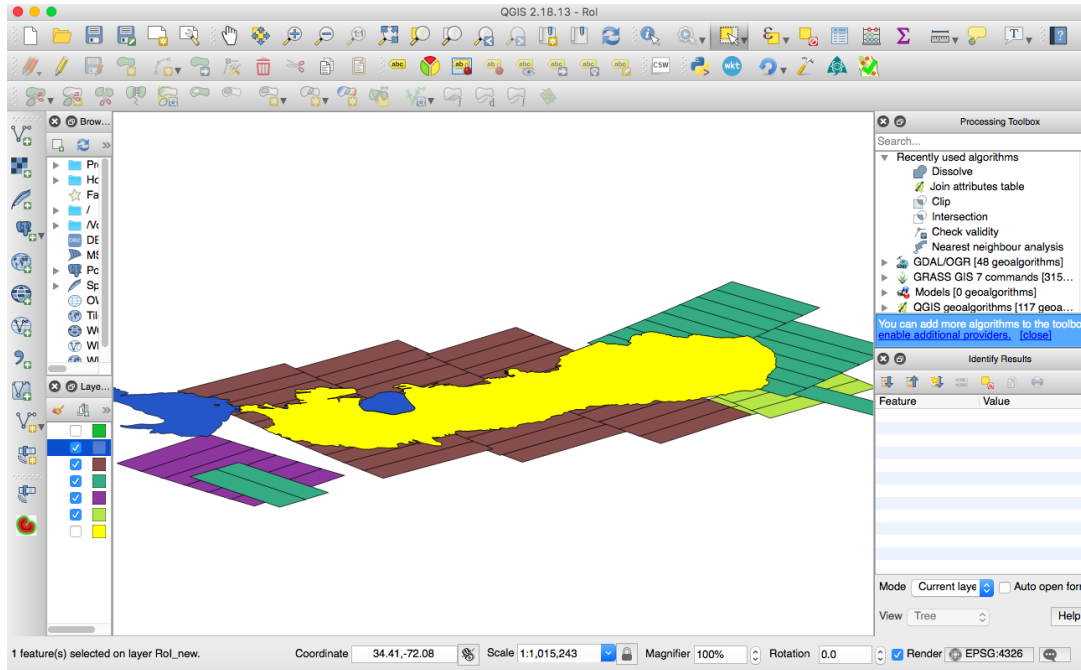 QGIS 2.18.13 - RoI
abc
abc
CSW
wkt
T
Brow...
Processing Toolbox
Search...
Recently used algorithms
Dissolve
Join attributes table
Clip
Intersection
Check validity
Nearest neighbour analysis
GDAL/OGR [48 geoalgorithms]
GRASS GIS 7 commands [315...
Models [0 geoalgorithms]
QGIS geoalgorithms [117 geoa...
You can add more algorithms to the toolbo
enable additional providers. [close]
Pr
Ho
Fa
/
/Vo
DE
MS
Po
Sp
OV
Til
W
Laye...
Identify Results
Feature Value
Mode Current laye Auto open form
View Tree Help
1 feature(s) selected on layer RoI_new. Coordinate 34.41,-72.08 Scale 1:1,015,243 Magnifier 100% Rotation 0.0 Render EPSG:4326